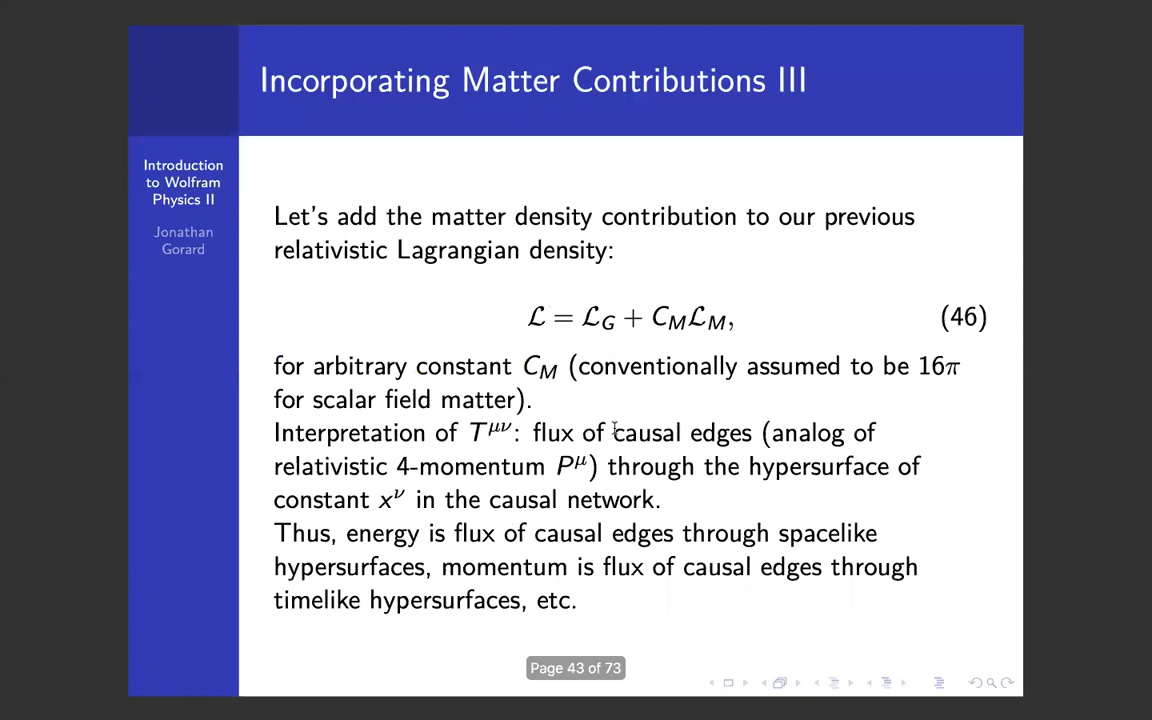 Incorporating Matter Contributions III
Introduction
to Wolfram
Physics II
Jonathan
Gorard
Let's add the matter density contribution to our previous
relativistic Lagrangian density:
ℒ = ℒ_G + C_M ℒ_M, (46)
for arbitrary constant C_M (conventionally assumed to be 16π
for scalar field matter).
Interpretation of T^{μν}: flux of causal edges (analog of
relativistic 4-momentum P^μ) through the hypersurface of
constant x^ν in the causal network.
Thus, energy is flux of causal edges through spacelike
hypersurfaces, momentum is flux of causal edges through
timelike hypersurfaces, etc.
Page 43 of 73